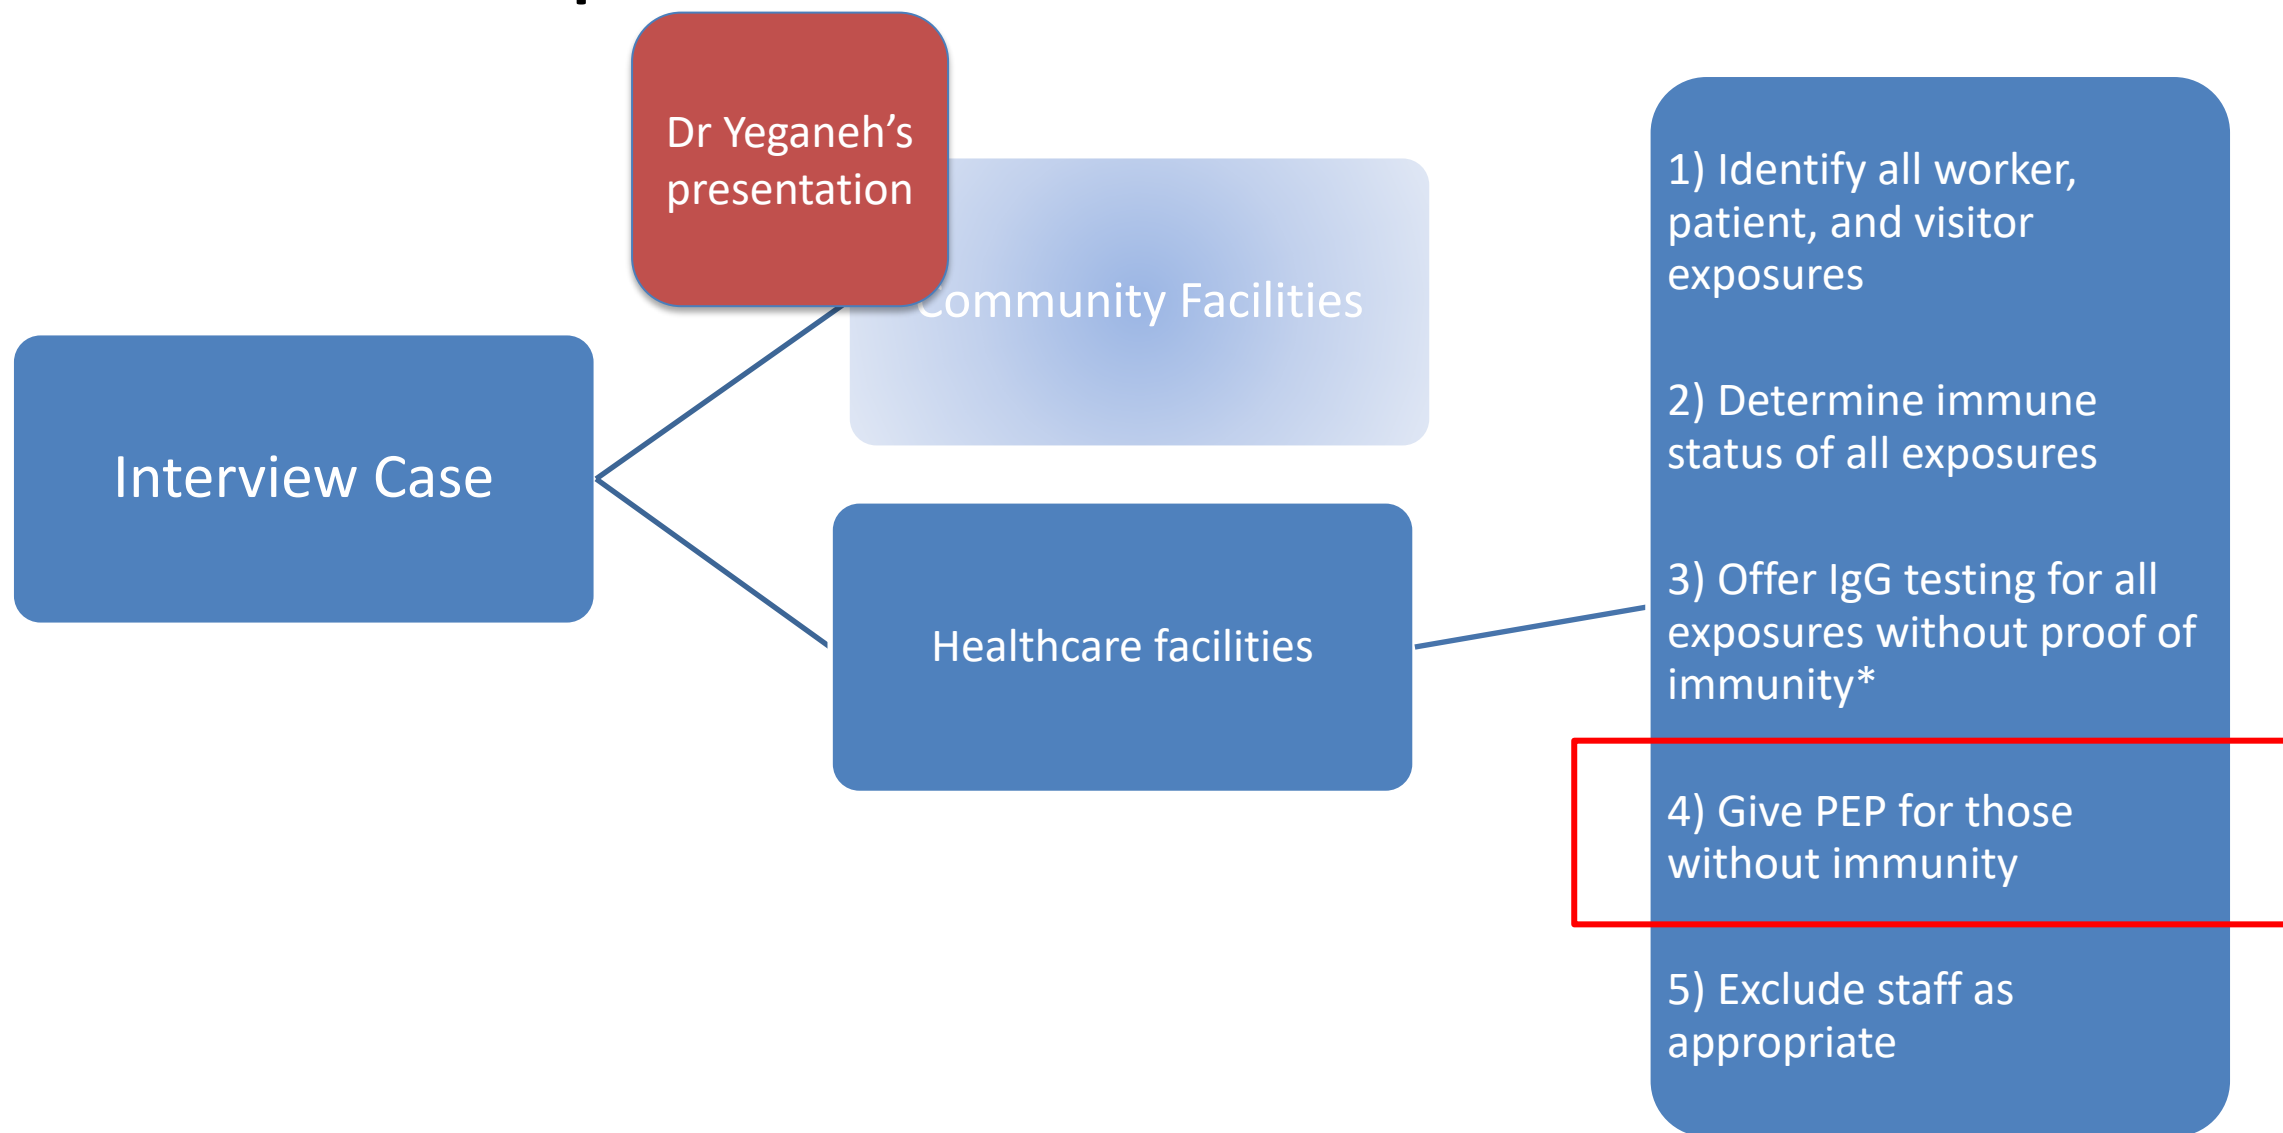 Dr Yeganeh’s
presentation
Community Facilities
Interview Case
Healthcare facilities
1) Identify all worker,
patient, and visitor
exposures
2) Determine immune
status of all exposures
3) Offer IgG testing for all
exposures without proof of
immunity*
4) Give PEP for those
without immunity
5) Exclude staff as
appropriate